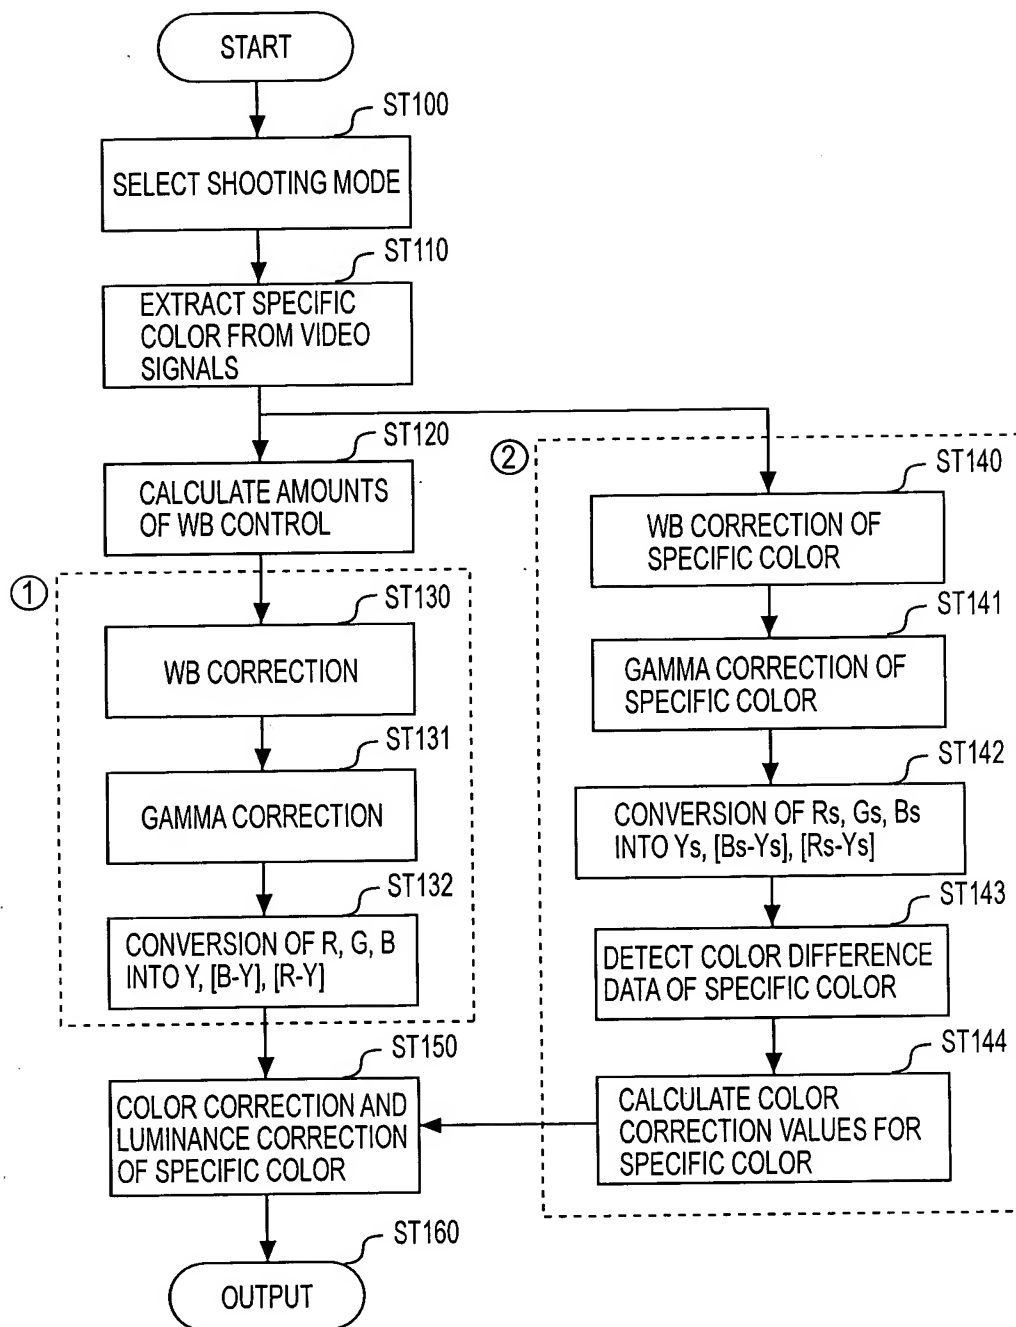 START
ST100
SELECT SHOOTING MODE
ST110
EXTRACT SPECIFIC
COLOR FROM VIDEO
SIGNALS
ST120
CALCULATE AMOUNTS
OF WB CONTROL
①
ST130
WB CORRECTION
ST131
GAMMA CORRECTION
ST132
CONVERSION OF R, G, B
INTO Y, [B-Y], [R-Y]
②
ST140
WB CORRECTION OF
SPECIFIC COLOR
ST141
GAMMA CORRECTION OF
SPECIFIC COLOR
ST142
CONVERSION OF Rs, Gs, Bs
INTO Ys, [Bs-Ys], [Rs-Ys]
ST143
DETECT COLOR DIFFERENCE
DATA OF SPECIFIC COLOR
ST144
CALCULATE COLOR
CORRECTION VALUES FOR
SPECIFIC COLOR
ST150
COLOR CORRECTION AND
LUMINANCE CORRECTION
OF SPECIFIC COLOR
ST160
OUTPUT